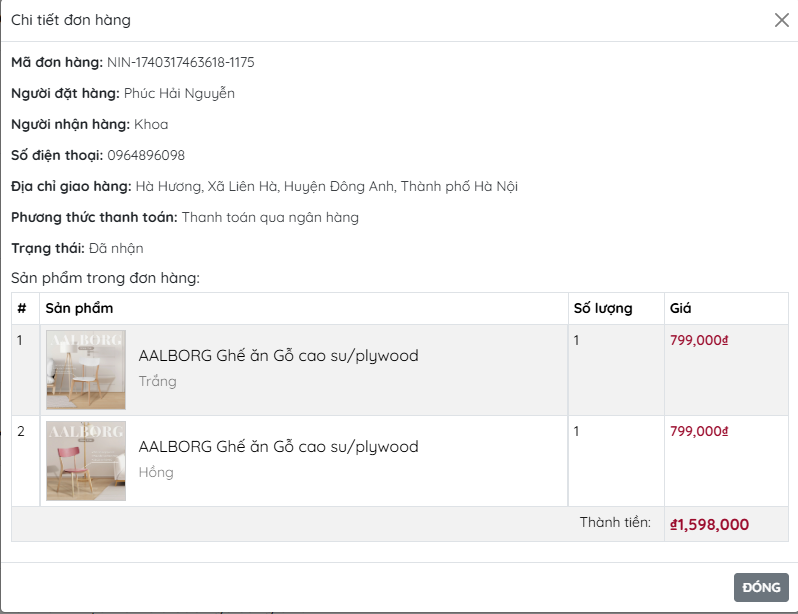 Chi tiết đơn hàng
Mã đơn hàng: NIN-1740317463618-1175
Người đặt hàng: Phúc Hải Nguyễn
Người nhận hàng: Khoa
Số điện thoại: 0964896098
Địa chỉ giao hàng: Hà Hương, Xã Liên Hà, Huyện Đông Anh, Thành phố Hà Nội
Phương thức thanh toán: Thanh toán qua ngân hàng
Trạng thái: Đã nhận
Sản phẩm trong đơn hàng:
# Sản phẩm Số lượng Giá
1 AALBORG 1 799,000₫
AALBORG Ghế ăn Gỗ cao su/plywood
Trắng
2 AALBORG 1 799,000₫
AALBORG Ghế ăn Gỗ cao su/plywood
Hồng
Thành tiền: ₫1,598,000
ĐÓNG